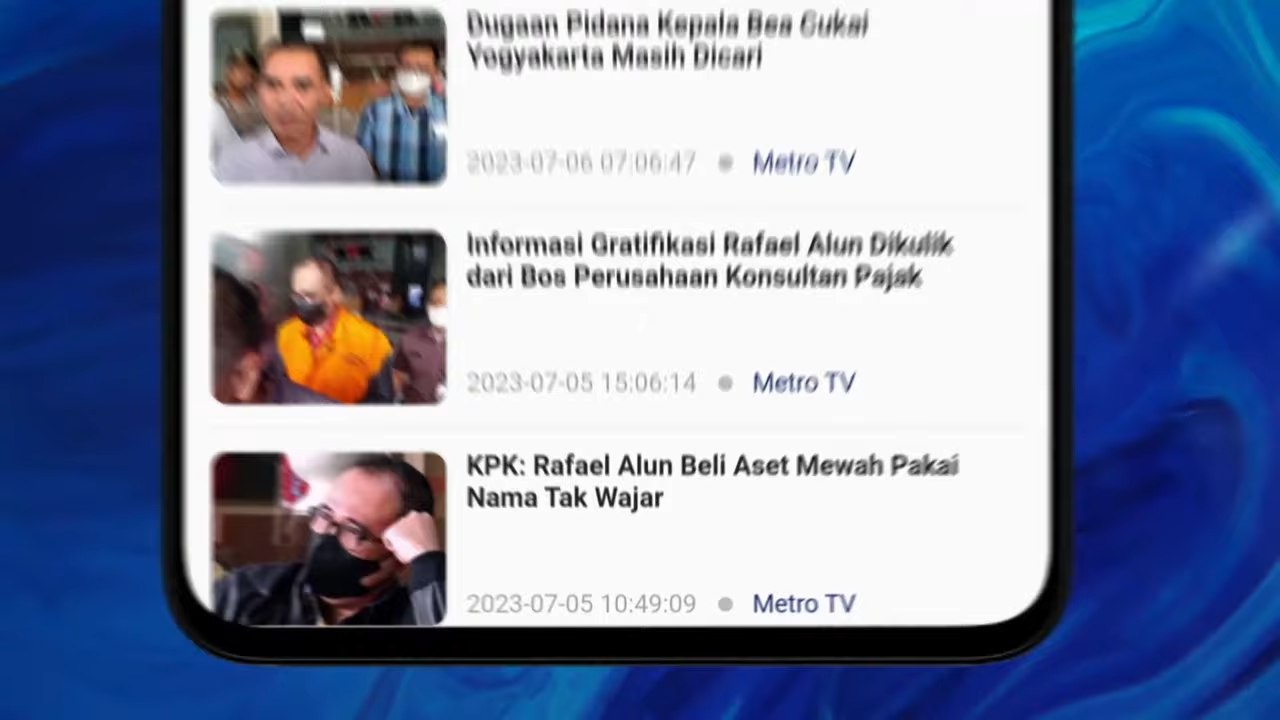 Dugaan Pidana Kepala Bea Cukai
Yogyakarta Masih Dicari
2023-07-06 07:06:47
Metro TV
Informasi Gratifikasi Rafael Alun Dikulik
dari Bos Perusahaan Konsultan Pajak
2023-07-05 15:06:14
Metro TV
KPK: Rafael Alun Beli Aset Mewah Pakai
Nama Tak Wajar
2023-07-05 10:49:09
Metro TV